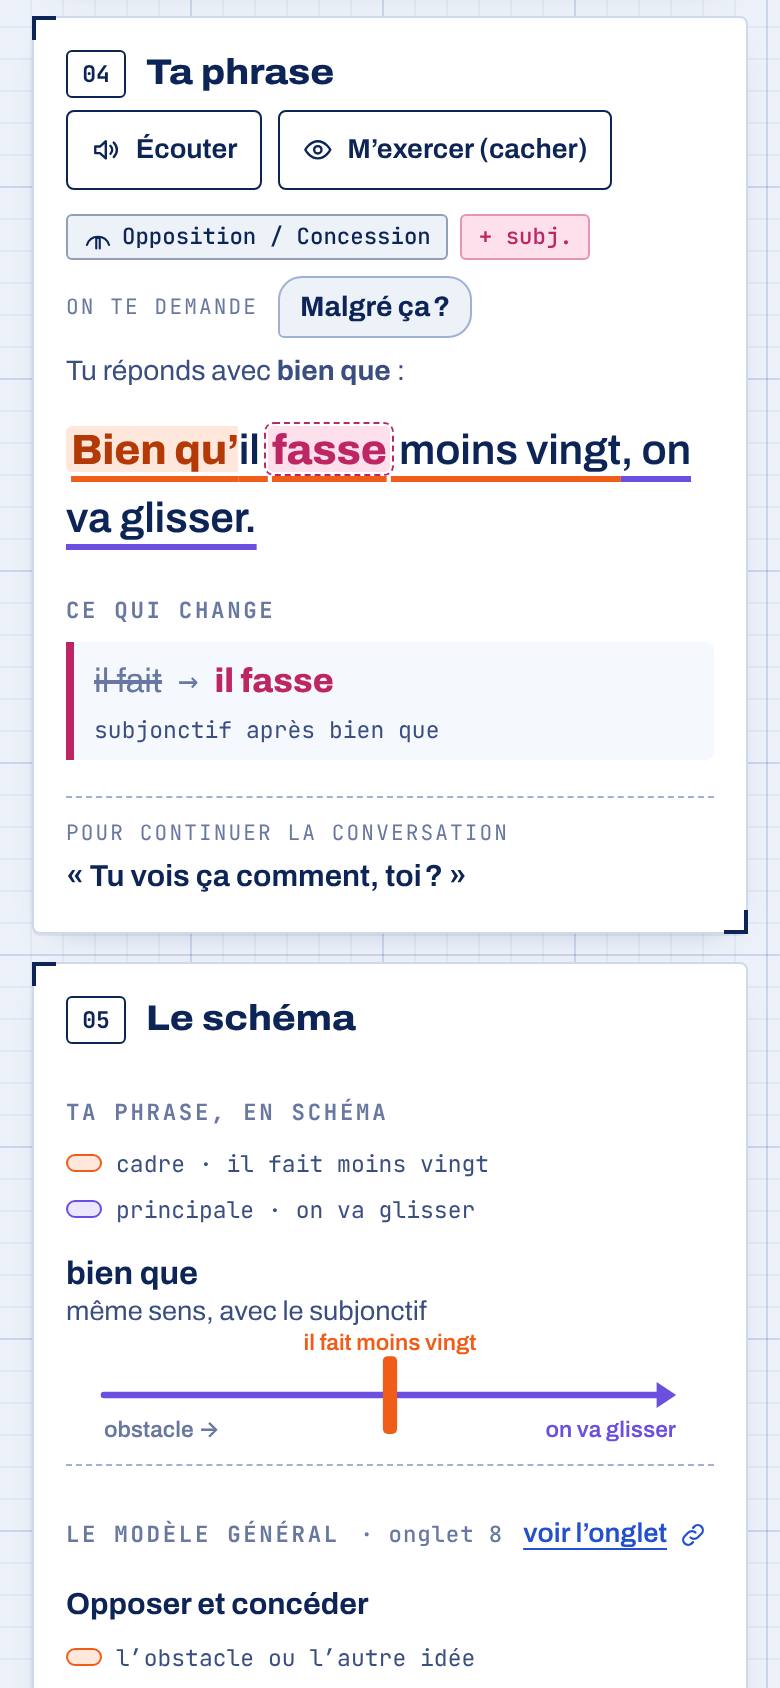 04 Ta phrase
Écouter M’exercer (cacher)
Opposition / Concession + subj.
ON TE DEMANDE Malgré ça ?
Tu réponds avec bien que :
Bien qu’il fasse moins vingt, on
va glisser.
CE QUI CHANGE
il fait → il fasse
subjonctif après bien que
POUR CONTINUER LA CONVERSATION
« Tu vois ça comment, toi ? »
05 Le schéma
TA PHRASE, EN SCHÉMA
cadre · il fait moins vingt
principale · on va glisser
bien que
même sens, avec le subjonctif
il fait moins vingt
obstacle → on va glisser
LE MODÈLE GÉNÉRAL · onglet 8 voir l’onglet
Opposer et concéder
l’obstacle ou l’autre idée